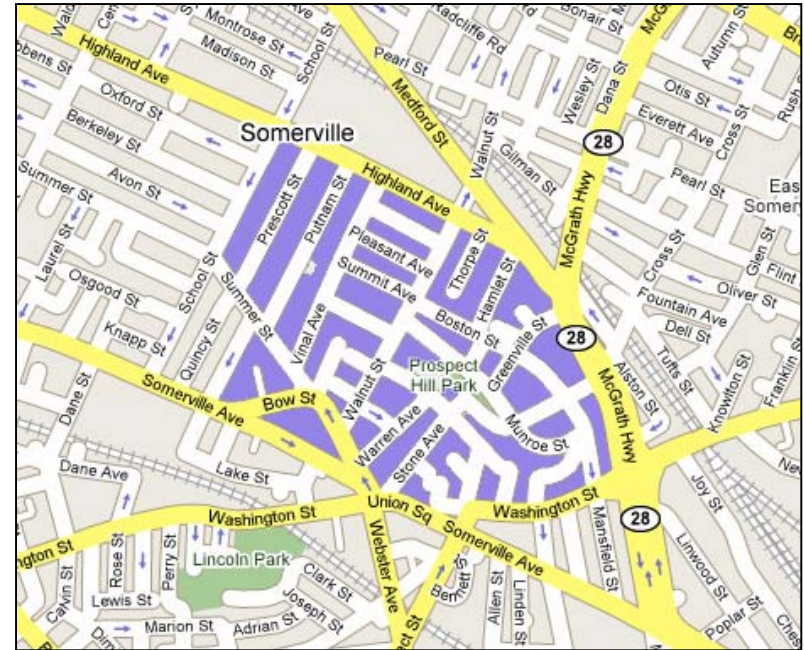 Montrose St
Madison St
Highland Ave
Oxford St
Berkeley St
Avon St
Summer St
Laurel St
Osgood St
Knapp St
School St
School St
Quincy St
Pearl St
Radcliffe Rd
Bonair St
Medford St
Walnut St
Wesley St
Dana St
Autumn St
Otis St
Everett Ave
Cross St
28
Gilman St
Pearl St
Somerville
Highland Ave
McGrath Hwy
Prescott St
Putnam St
Pleasant Ave
Summit Ave
Thorpe St
Hamlet St
Boston St
Greenville St
Cross St
Glen St
Flint
Oliver St
Fountain Ave
Dell St
Tufts St
28
Summer St
Vinal Ave
Walnut St
Prospect
Hill Park
Munroe St
Alston St
McGrath Hwy
Knowlton St
Franklin St
Somerville Ave
Bow St
Warren Ave
Stone Ave
Dane St
Dane Ave
Lake St
Washington St
Union Sq
Washington St
Somerville Ave
Webster Ave
28
Joy St
Mansfield St
Linwood St
Poplar St
Lincoln Park
Rose St
Perry St
Calvin St
Lewis St
Marion St
Adrian St
Clark St
Joseph St
Bennett St
Allen St
Linden St